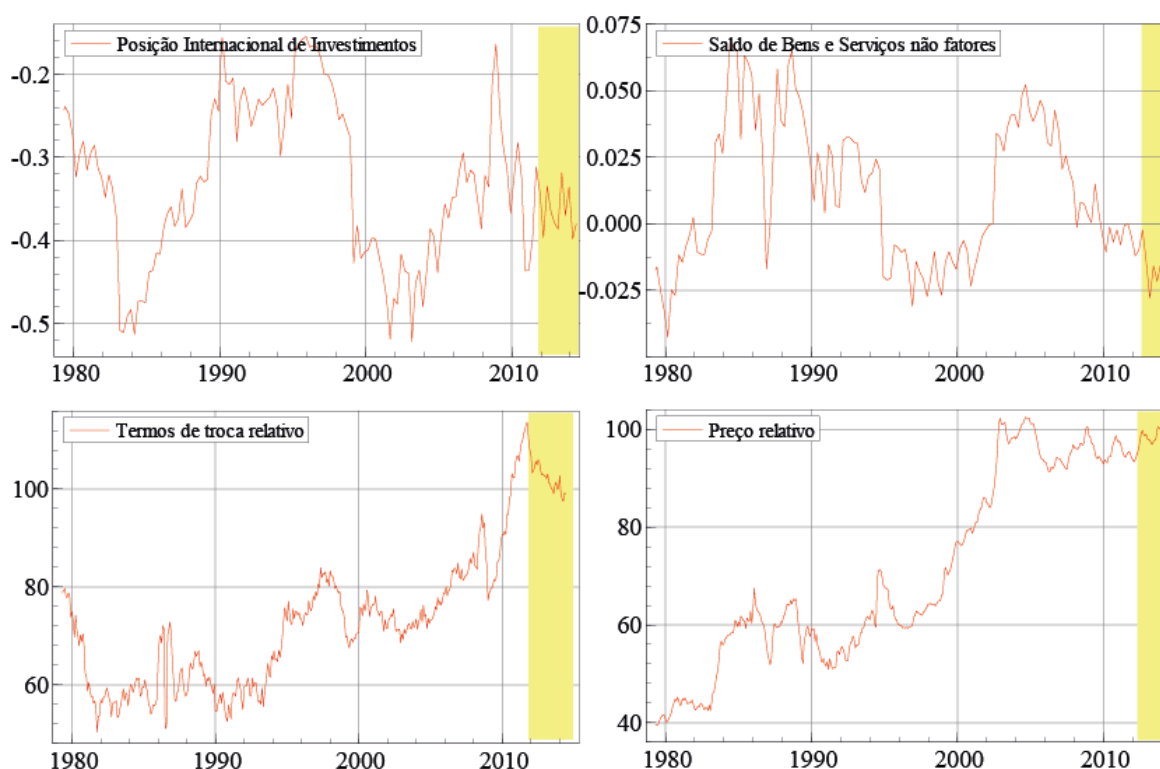 Posição Internacional de Investimentos
-0.2
-0.3
-0.4
-0.5
1980 1990 2000 2010
Saldo de Bens e Serviços não fatores
0.075
0.050
0.025
0.000
-0.025
1980 1990 2000 2010
Termos de troca relativo
100
80
60
1980 1990 2000 2010
Preço relativo
100
80
60
40
1980 1990 2000 2010